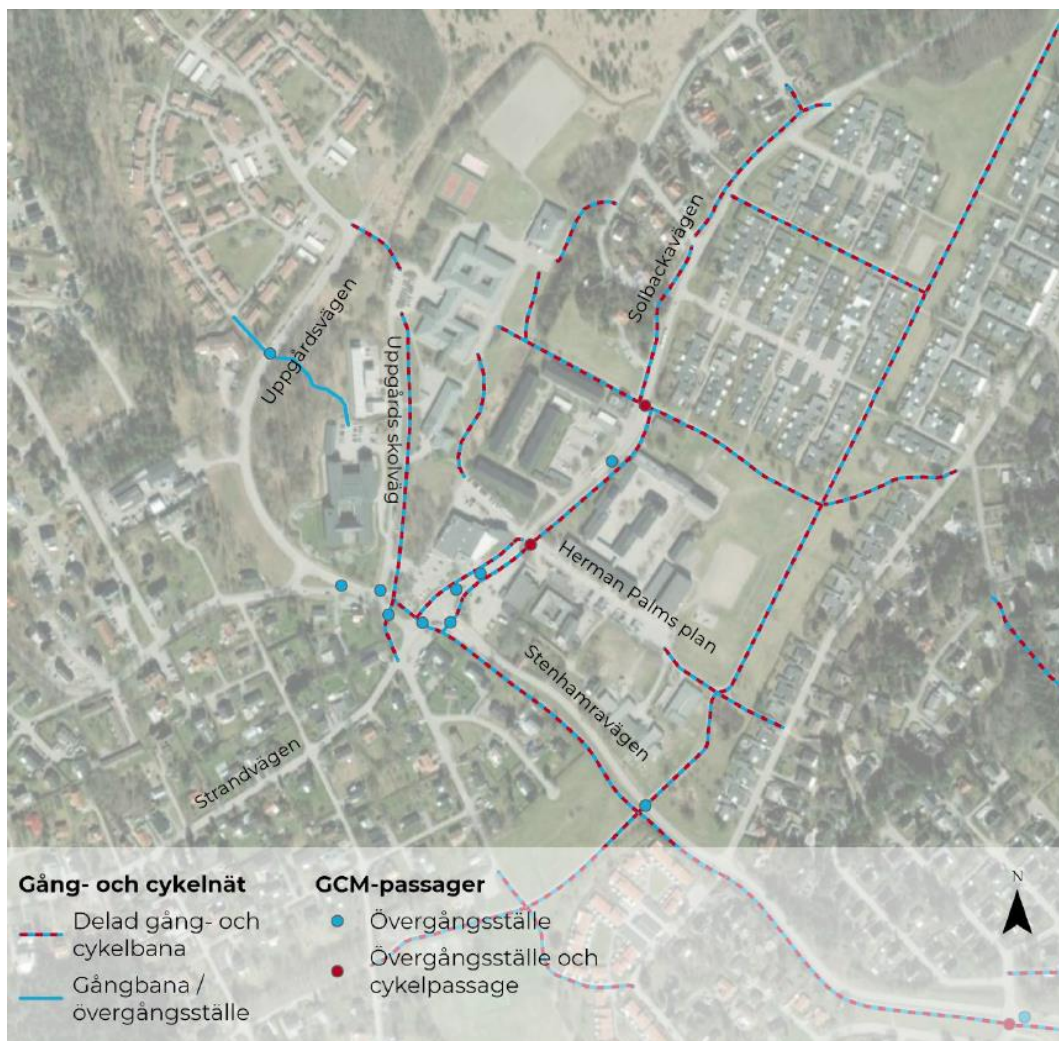 Solbackavägen
Uppgårdsvägen
Uppgårds skolväg
Herman Palms plan
Stenhamravägen
Strandvägen
Gång- och cykelnät
Delad gång- och
cykelbana
Gångbana /
övergångsställe
GCM-passager
Övergångsställe
Övergångsställe och
cykelpassage
N